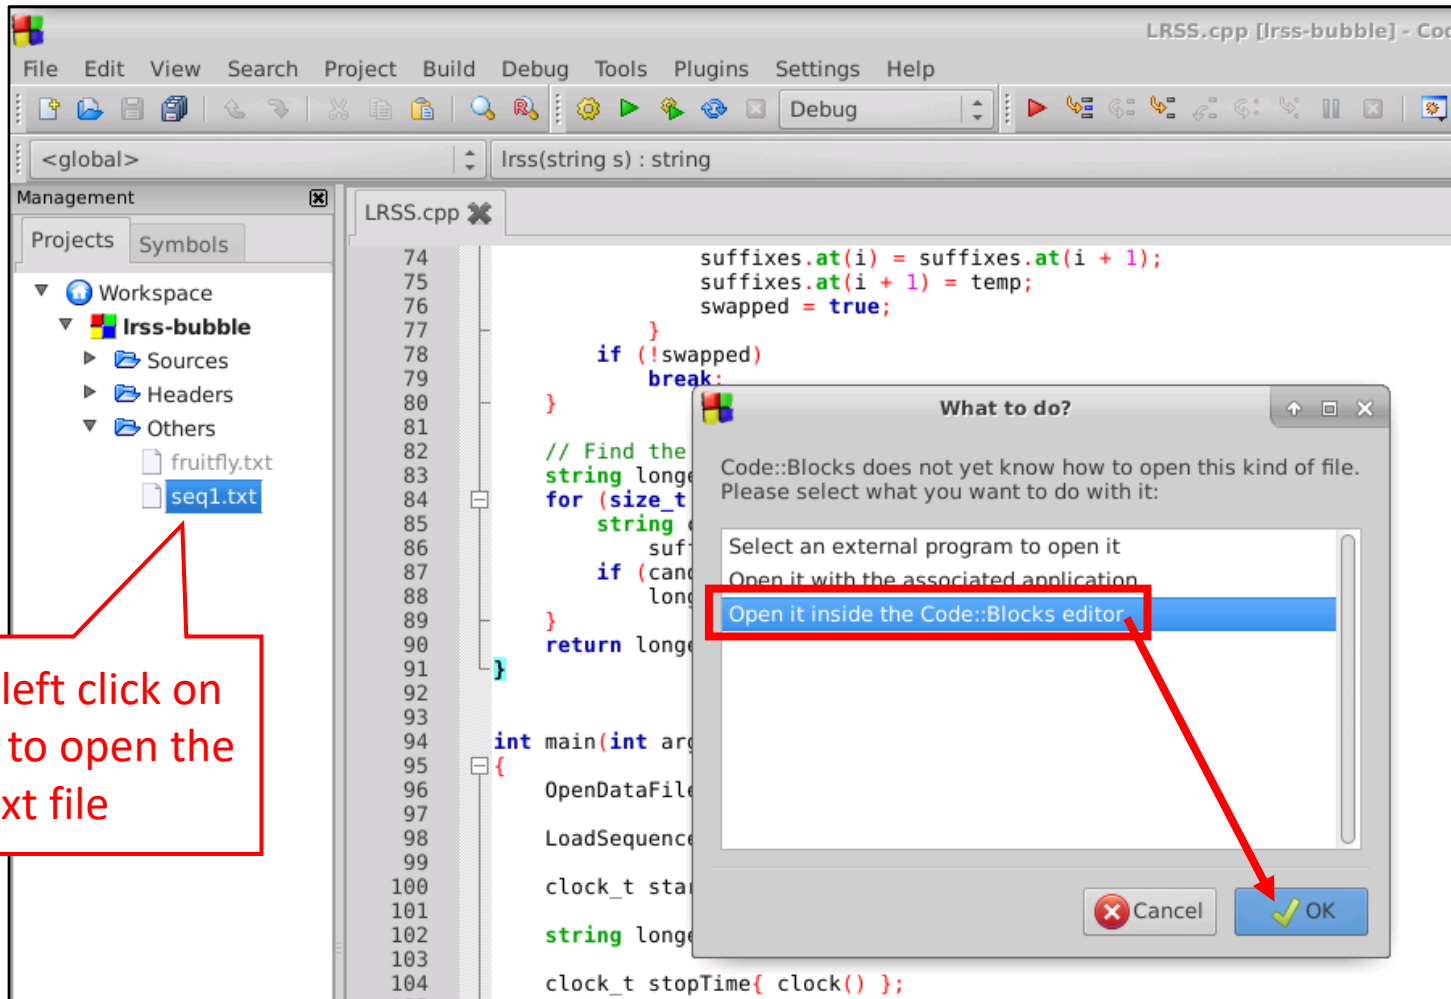 LRSS.cpp [lrss-bubble] - Cod
File Edit View Search Project Build Debug Tools Plugins Settings Help
Debug
<global>
lrss(string s) : string
Management
Projects Symbols
Workspace
lrss-bubble
Sources
Headers
Others
fruitfly.txt
seq1.txt
left click on
to open the
xt file
LRSS.cpp
74 suffixes.at(i) = suffixes.at(i + 1);
75 suffixes.at(i + 1) = temp;
76 swapped = true;
77 }
78 if (!swapped)
79 break;
80 }
81
82 // Find the
83 string longe
84 for (size_t
85 string c
86 suf
87 if (cand
88 long
89 }
90 return longe
91 }
92
93
94 int main(int arg
95 {
96 OpenDataFile
97
98 LoadSequence
99
100 clock_t star
101
102 string longe
103
104 clock_t stopTime{ clock() };
What to do?
Code::Blocks does not yet know how to open this kind of file.
Please select what you want to do with it:
Select an external program to open it
Open it with the associated application
Open it inside the Code::Blocks editor
Cancel
OK